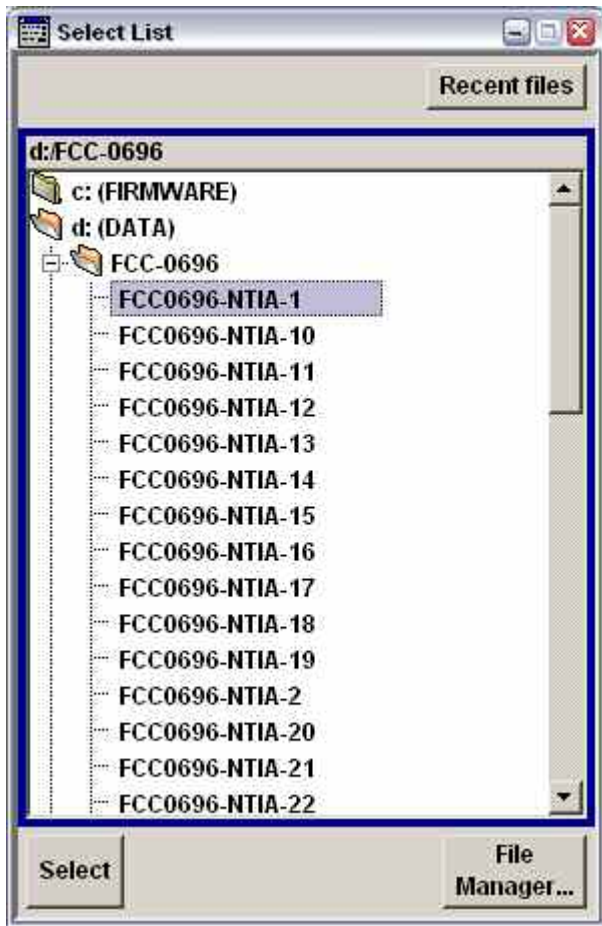 Select List
Recent files
d:/FCC-0696
c: (FIRMWARE)
d: (DATA)
FCC-0696
FCC0696-NTIA-1
FCC0696-NTIA-10
FCC0696-NTIA-11
FCC0696-NTIA-12
FCC0696-NTIA-13
FCC0696-NTIA-14
FCC0696-NTIA-15
FCC0696-NTIA-16
FCC0696-NTIA-17
FCC0696-NTIA-18
FCC0696-NTIA-19
FCC0696-NTIA-2
FCC0696-NTIA-20
FCC0696-NTIA-21
FCC0696-NTIA-22
Select
File
Manager...